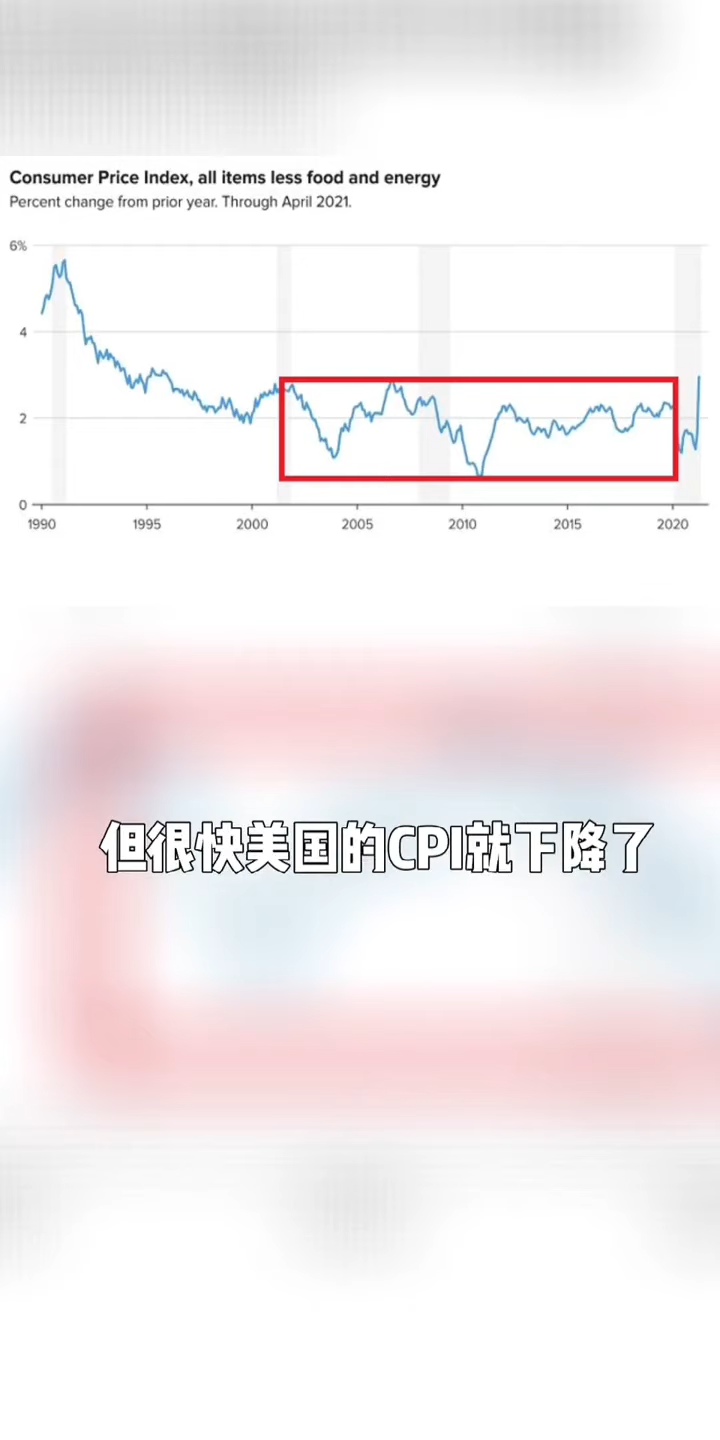 Consumer Price Index, all items less food and energy
Percent change from prior year. Through April 2021.
6%
4
2
0
1990 1995 2000 2005 2010 2015 2020
但很快美国的CPI就下降了